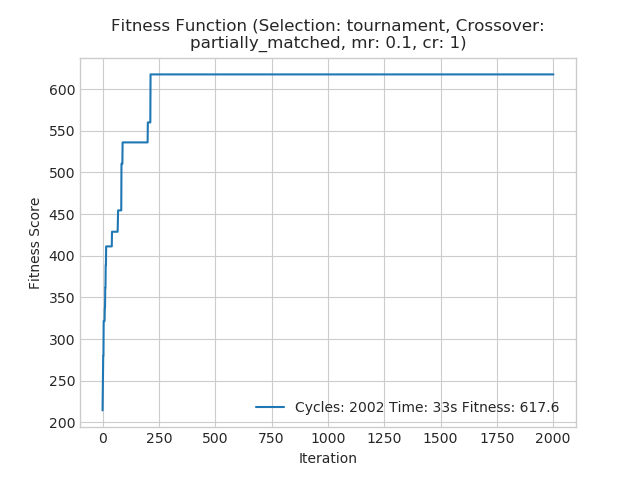 Fitness Function (Selection: tournament, Crossover:
partially_matched, mr: 0.1, cr: 1)
600
550
500
450
400
350
300
250
200
Fitness Score
Cycles: 2002 Time: 33s Fitness: 617.6
0 250 500 750 1000 1250 1500 1750 2000
Iteration